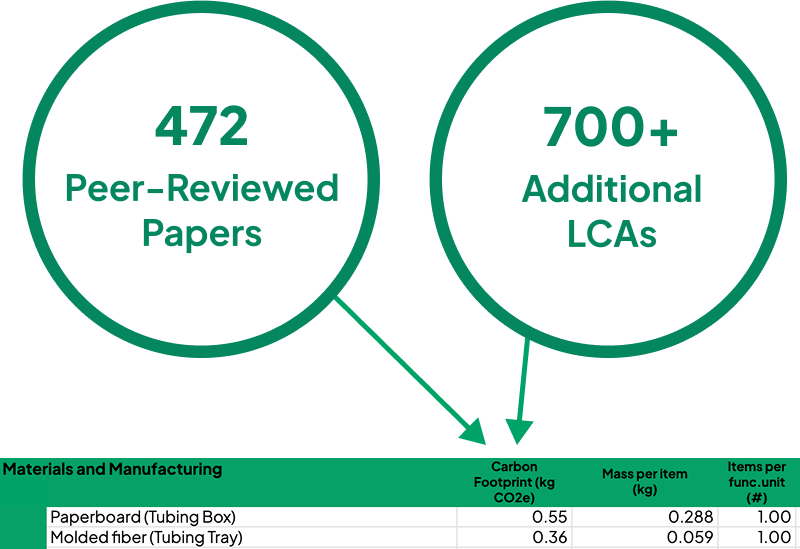 472
Peer-Reviewed
Papers
700+
Additional
LCAs
Materials and Manufacturing
Carbon
Footprint (kg
CO2e)
Mass per item
(kg)
Items per
func.unit
(#)
Paperboard (Tubing Box) 0.55 0.288 1.00
Molded fiber (Tubing Tray) 0.36 0.059 1.00